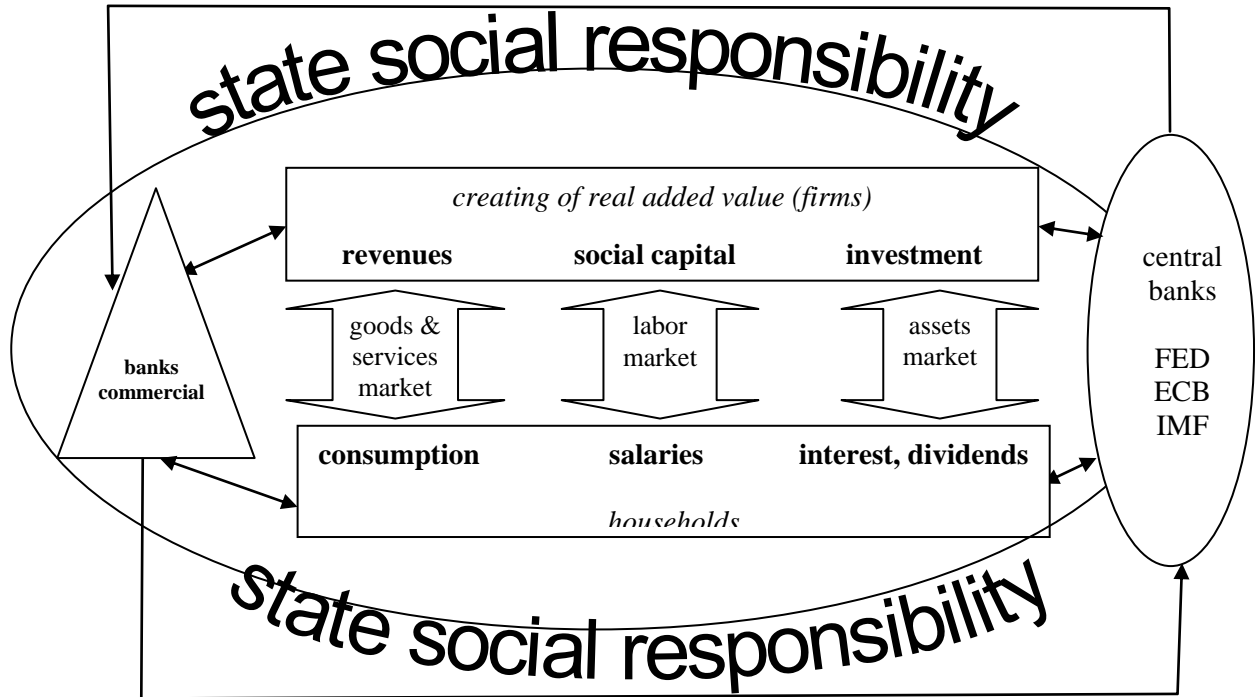 state social responsibility
creating of real added value (firms)
revenues social capital investment
goods &
services
market
labor
market
assets
market
banks
commercial
central
banks
FED
ECB
IMF
consumption salaries interest, dividends
households
state social responsibility